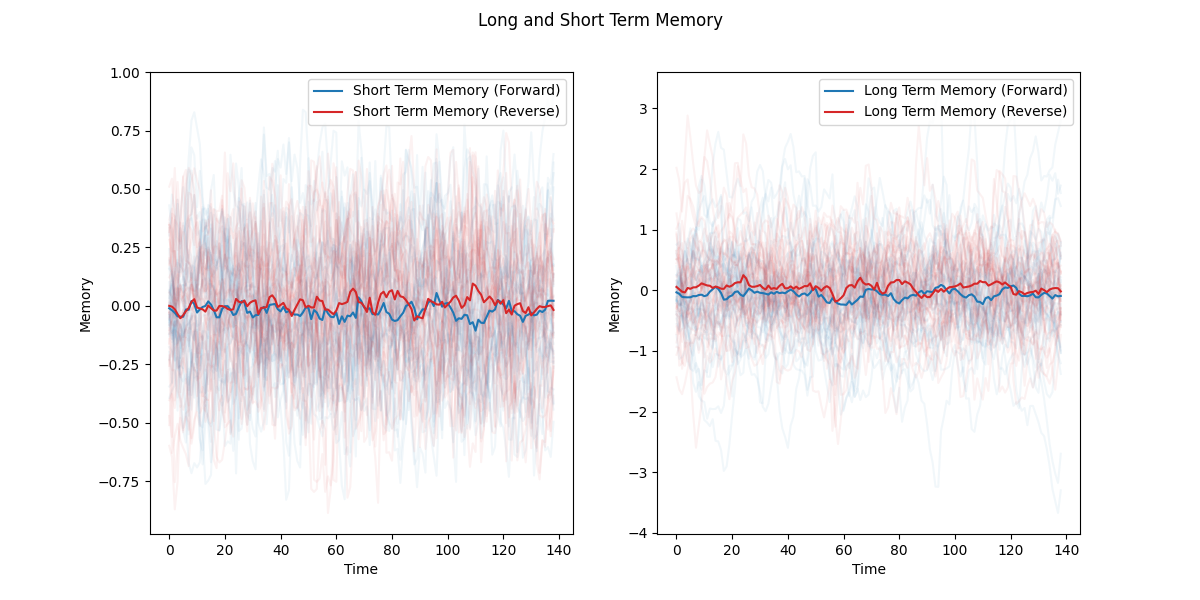 Long and Short Term Memory
Short Term Memory (Forward)
Short Term Memory (Reverse)
1.00
0.75
0.50
0.25
0.00
−0.25
−0.50
−0.75
Memory
0 20 40 60 80 100 120 140
Time
Long Term Memory (Forward)
Long Term Memory (Reverse)
3
2
1
0
−1
−2
−3
−4
Memory
0 20 40 60 80 100 120 140
Time